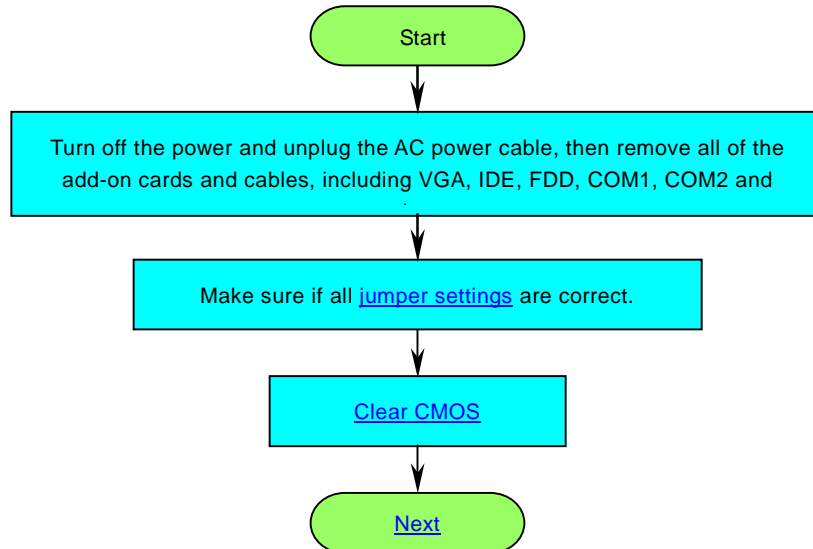 Start
Turn off the power and unplug the AC power cable, then remove all of the
add-on cards and cables, including VGA, IDE, FDD, COM1, COM2 and
Make sure if all jumper settings are correct.
Clear CMOS
Next